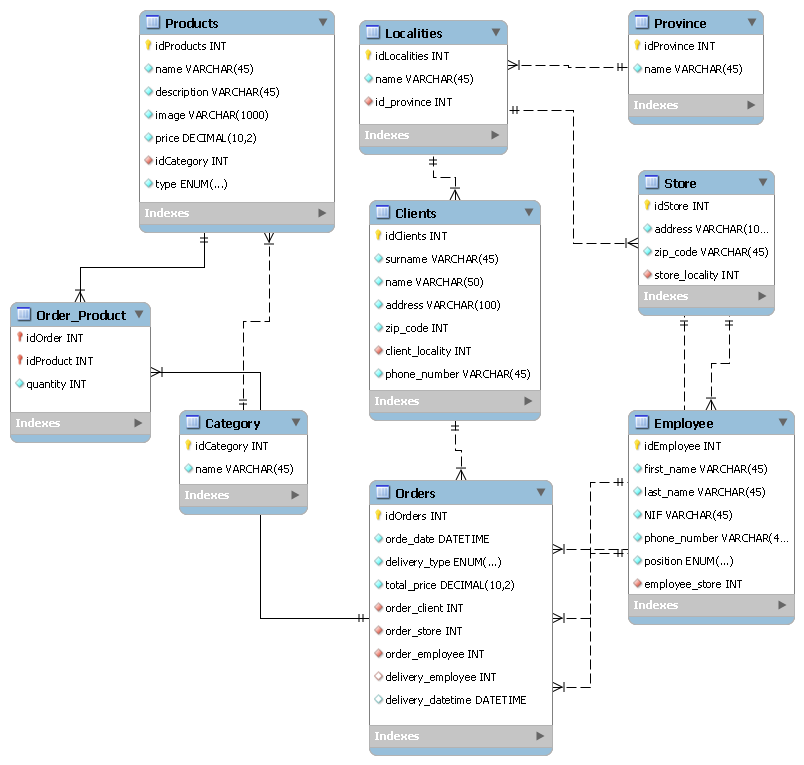 Products
idProducts INT
name VARCHAR(45)
description VARCHAR(45)
image VARCHAR(1000)
price DECIMAL(10,2)
idCategory INT
type ENUM(...)
Indexes
Localities
idLocalities INT
name VARCHAR(45)
id_province INT
Indexes
Province
idProvince INT
name VARCHAR(45)
Indexes
Store
idStore INT
address VARCHAR(10...
zip_code VARCHAR(45)
store_locality INT
Indexes
Clients
idClients INT
surname VARCHAR(45)
name VARCHAR(50)
address VARCHAR(100)
zip_code INT
client_locality INT
phone_number VARCHAR(45)
Indexes
Order_Product
idOrder INT
idProduct INT
quantity INT
Indexes
Category
idCategory INT
name VARCHAR(45)
Indexes
Employee
idEmployee INT
first_name VARCHAR(45)
last_name VARCHAR(45)
NIF VARCHAR(45)
phone_number VARCHAR(4...
position ENUM(...)
employee_store INT
Indexes
Orders
idOrders INT
orde_date DATETIME
delivery_type ENUM(...)
total_price DECIMAL(10,2)
order_client INT
order_store INT
order_employee INT
delivery_employee INT
delivery_datetime DATETIME
Indexes